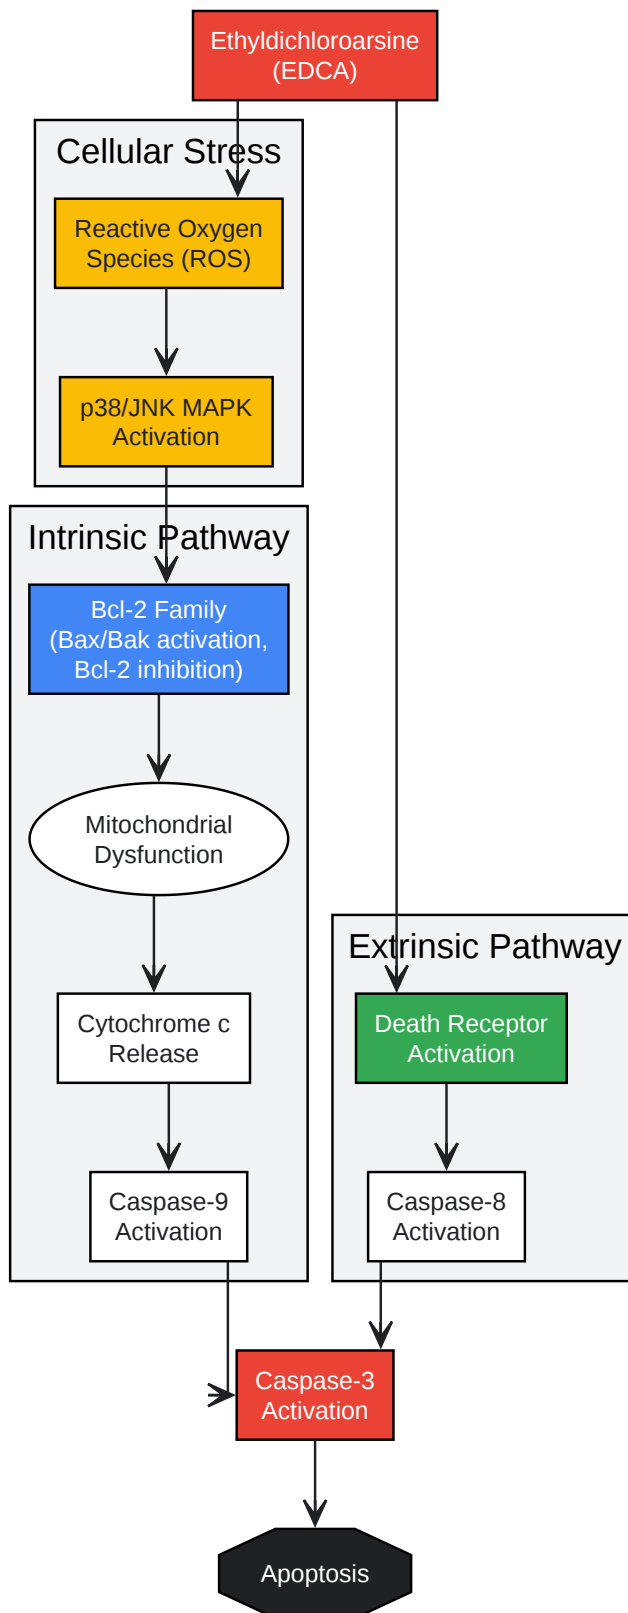 Ethyldichloroarsine
(EDCA)
Cellular Stress
Reactive Oxygen
Species (ROS)
p38/JNK MAPK
Activation
Intrinsic Pathway
Bcl-2 Family
(Bax/Bak activation,
Bcl-2 inhibition)
Mitochondrial
Dysfunction
Cytochrome c
Release
Caspase-9
Activation
Extrinsic Pathway
Death Receptor
Activation
Caspase-8
Activation
Caspase-3
Activation
Apoptosis